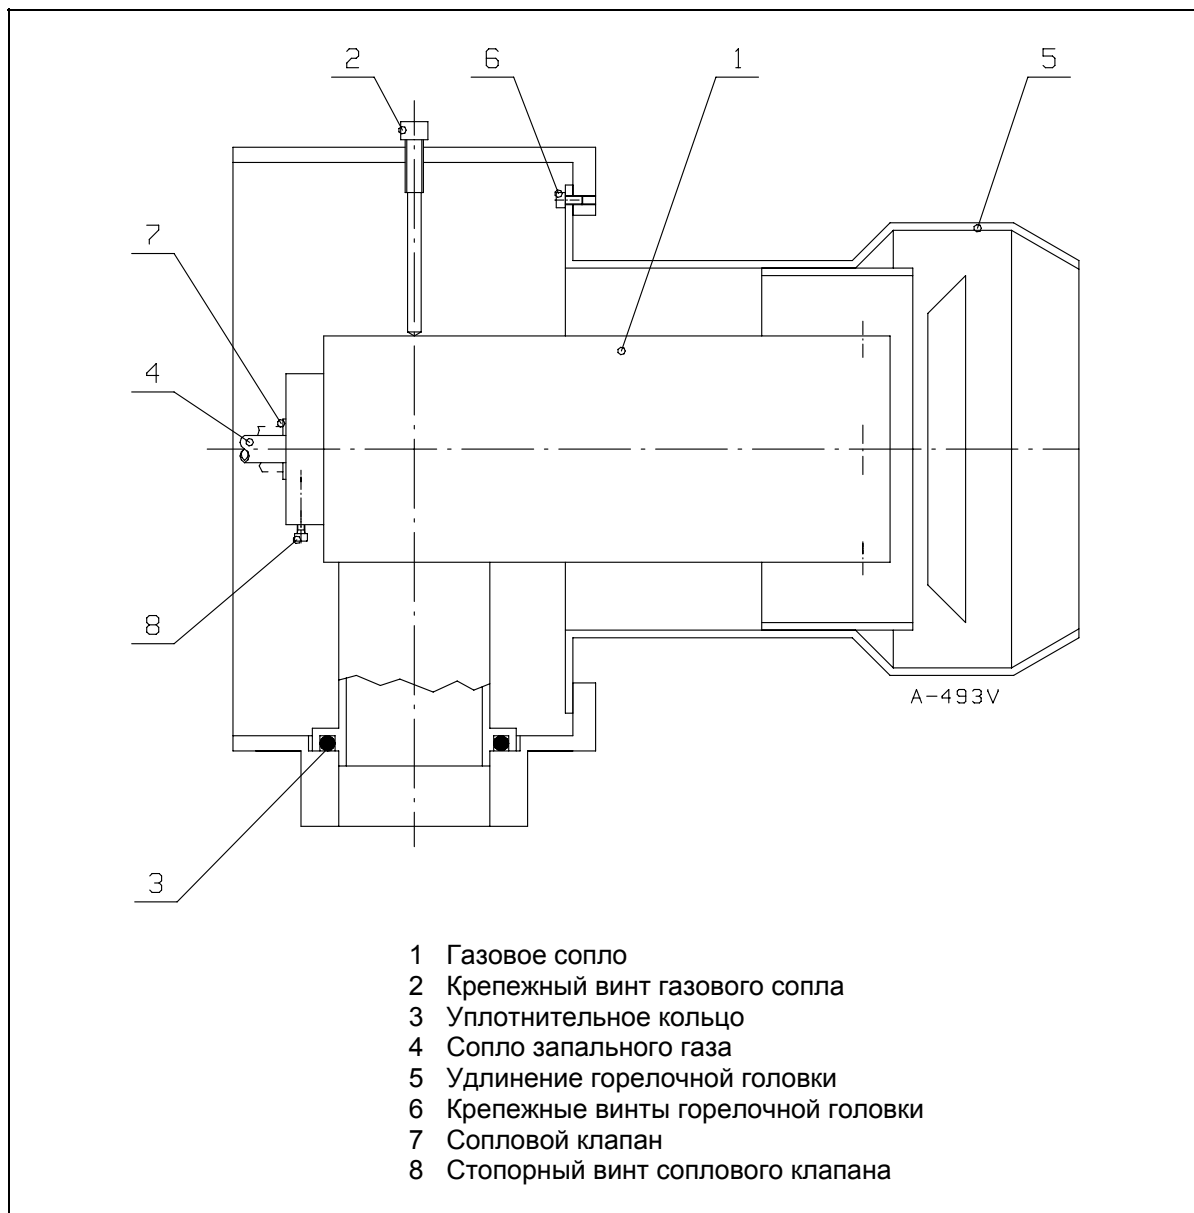 2 6 1 5
7
4
8
A-493V
3
1 Газовое сопло
2 Крепежный винт газового сопла
3 Уплотнительное кольцо
4 Сопло запального газа
5 Удлинение горелочной головки
6 Крепежные винты горелочной головки
7 Сопловой клапан
8 Стопорный винт соплового клапана